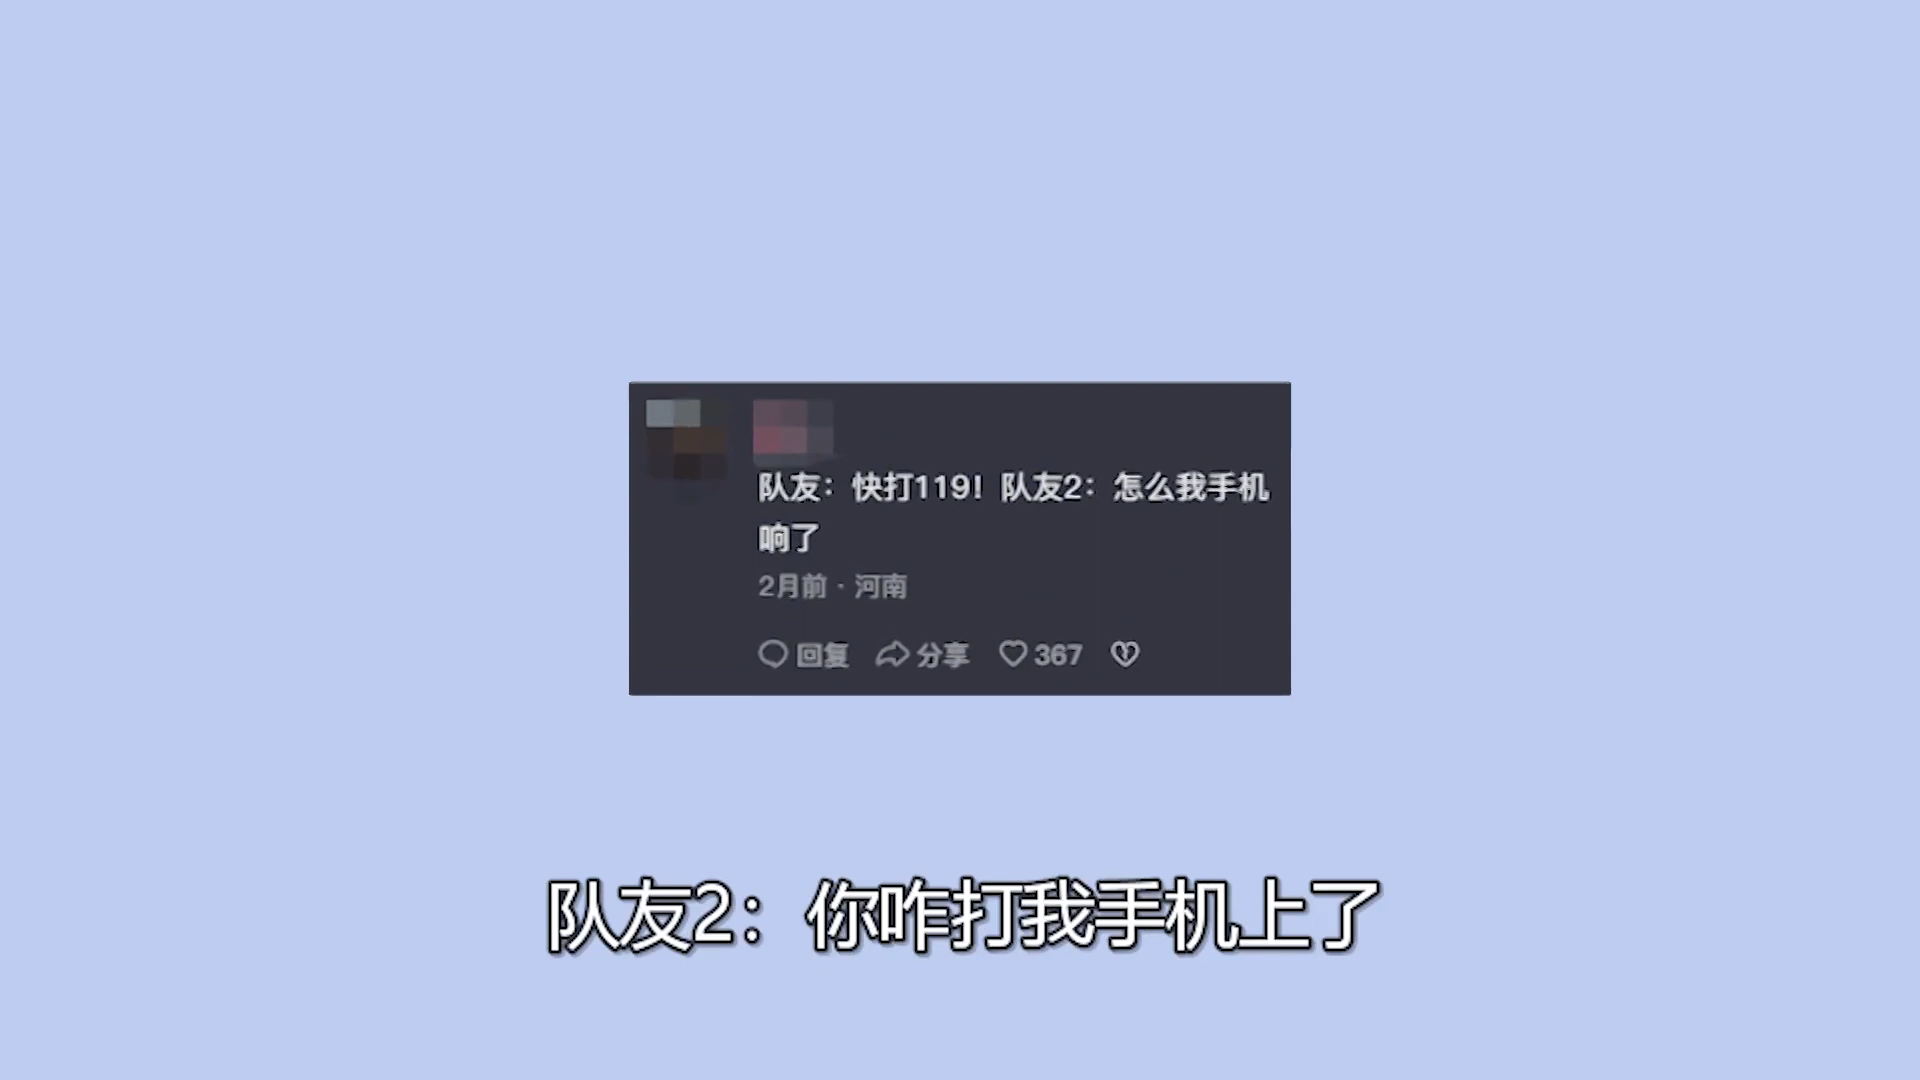 队友：快打119！队友2：怎么我手机
响了
2月前 · 河南
回复 分享 367
队友2：你咋打我手机上了